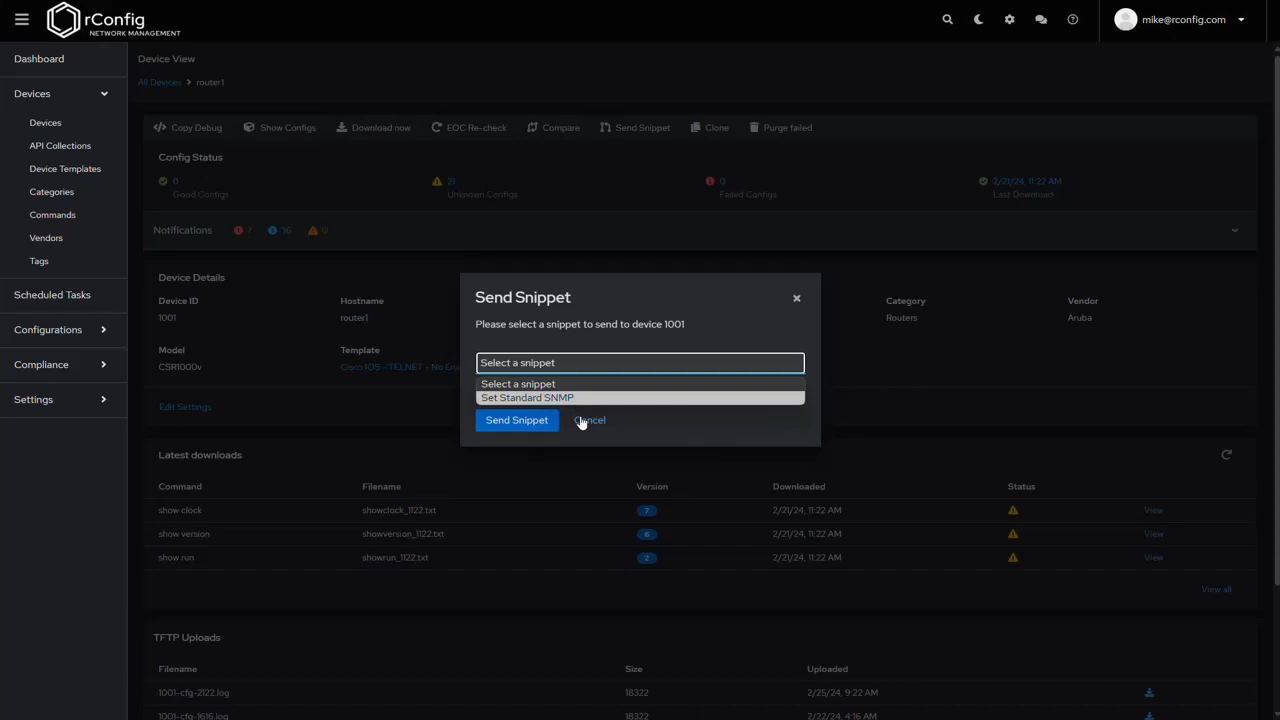 rConfig
NETWORK MANAGEMENT
mike@rconfig.com
Dashboard
Devices
Devices
API Collections
Device Templates
Categories
Commands
Vendors
Tags
Scheduled Tasks
Configurations
Compliance
Settings
Device View
All Devices > router1
Copy Debug Show Configs Download now EOC Re-check Compare Send Snippet Clone Purge failed
Config Status
0 21 0 2/21/24, 11:22 AM
Good Configs Unknown Configs Failed Configs Last Download
Notifications 7 16 0
Device Details
Device ID Hostname Category Vendor
1001 router1 Routers Aruba
Model Template
CSR1000v Cisco IOS - TELNET - No En
Edit Settings
Send Snippet ×
Please select a snippet to send to device 1001
Select a snippet
Select a snippet
Set Standard SNMP
Send Snippet Cancel
Latest downloads
Command Filename Version Downloaded Status
show clock showclock_1122.txt 7 2/21/24, 11:22 AM View
show version showversion_1122.txt 6 2/21/24, 11:22 AM View
show run showrun_1122.txt 2 2/21/24, 11:22 AM View
View all
TFTP Uploads
Filename Size Uploaded
1001-cfg-2122.log 18322 2/25/24, 9:22 AM
1001-cfg-1616.log 18322 2/22/24, 4:16 AM